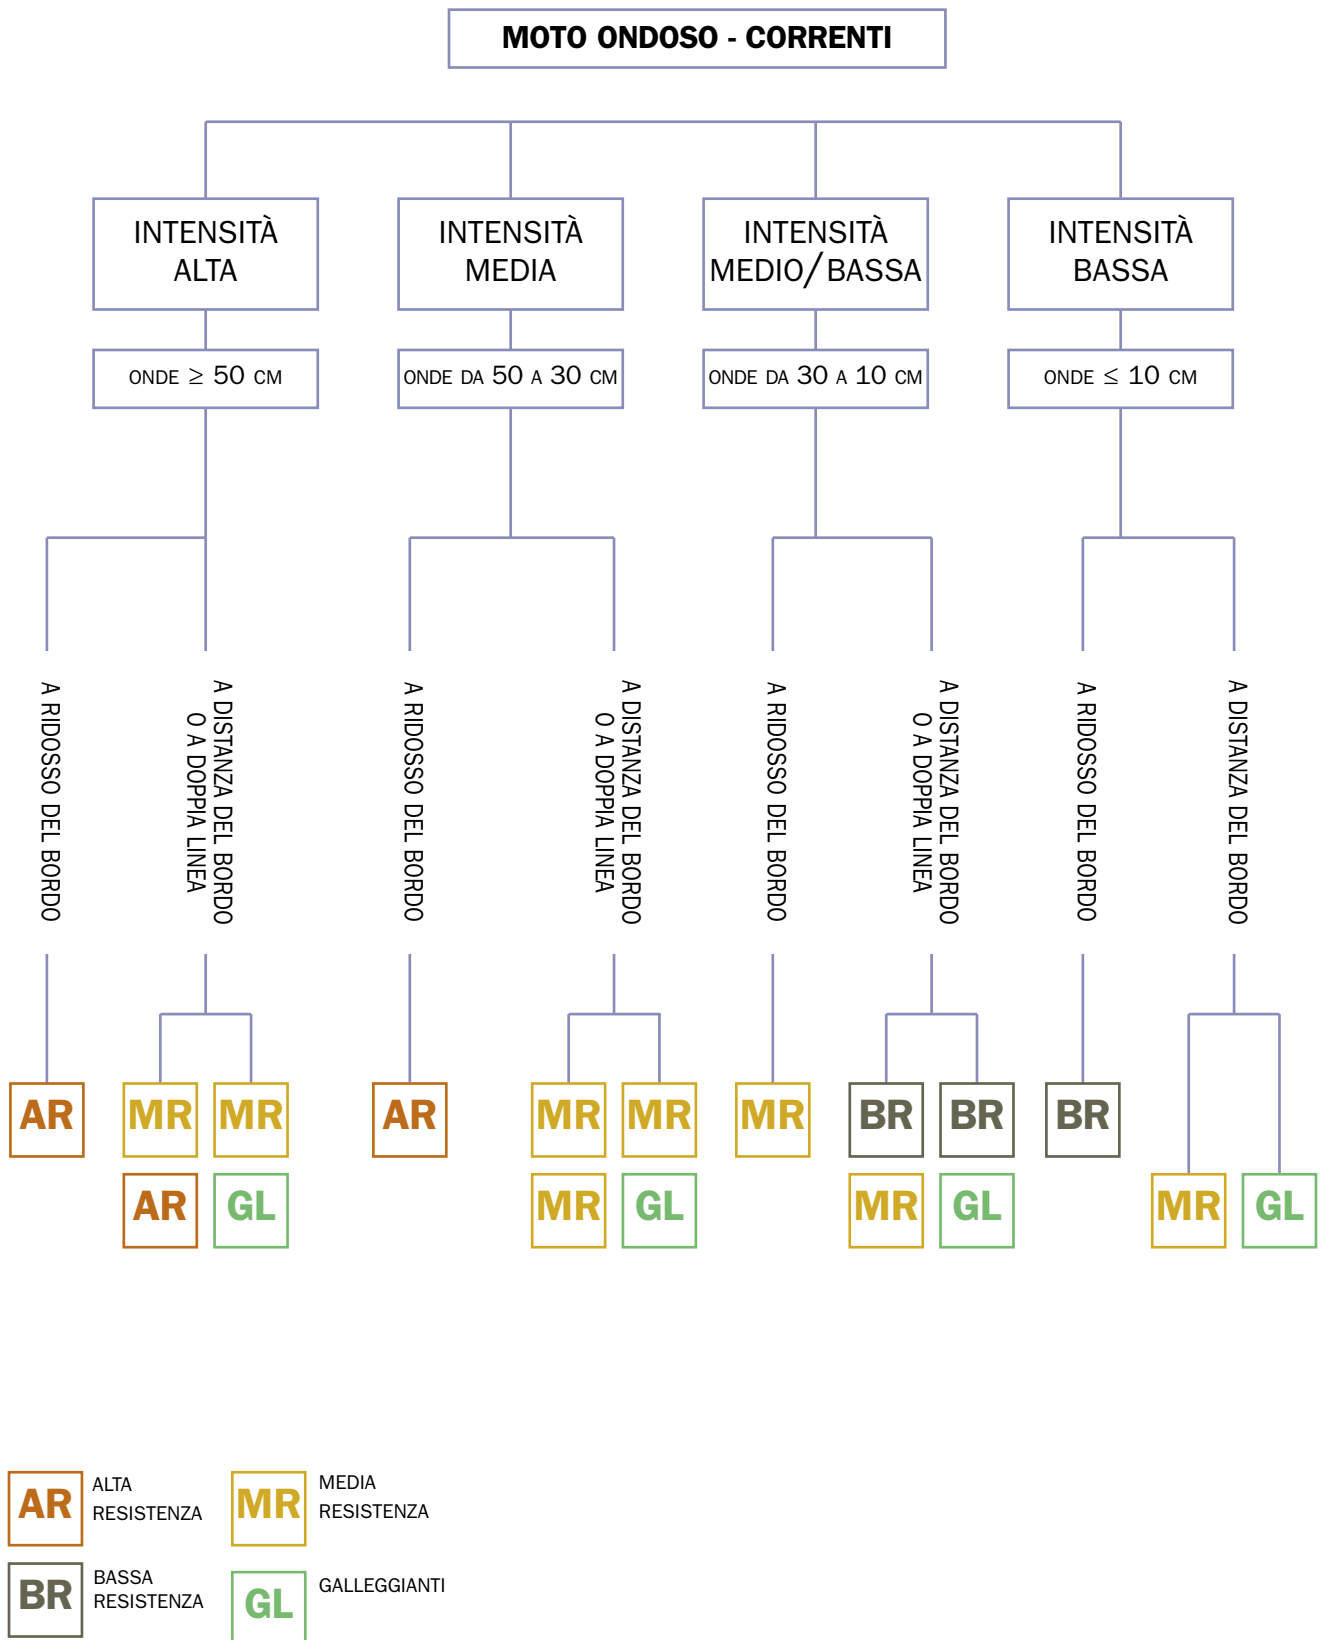 MOTO ONDOSO - CORRENTI
INTENSITÀ
ALTA
INTENSITÀ
MEDIA
INTENSITÀ
MEDIO/BASSA
INTENSITÀ
BASSA
ONDE ≥ 50 CM
ONDE DA 50 A 30 CM
ONDE DA 30 A 10 CM
ONDE ≤ 10 CM
A RIDOSSO DEL BORDO
A DISTANZA DEL BORDO
O A DOPPIA LINEA
A RIDOSSO DEL BORDO
A DISTANZA DEL BORDO
O A DOPPIA LINEA
A RIDOSSO DEL BORDO
A DISTANZA DEL BORDO
O A DOPPIA LINEA
A RIDOSSO DEL BORDO
A DISTANZA DEL BORDO
AR
MR
MR
AR
MR
MR
MR
BR
BR
BR
AR
GL
MR
GL
MR
GL
MR
GL
AR
ALTA
RESISTENZA
MR
MEDIA
RESISTENZA
BR
BASSA
RESISTENZA
GL
GALLEGGIANTI